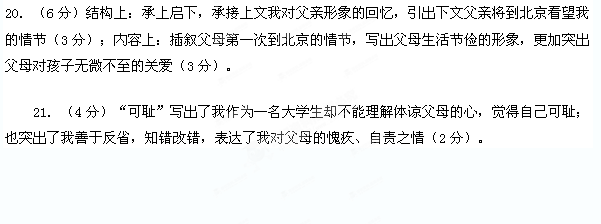 20. （6分）结构上：承上启下，承接上文我对父亲形象的回忆，引出下文父亲将到北京看望我
的情节（3分）；内容上：插叙父母第一次到北京的情节，写出父母生活节俭的形象，更加突出
父母对孩子无微不至的关爱（3分）。
21. （4分）“可耻”写出了我作为一名大学生却不能理解体谅父母的心，觉得自己可耻；
也突出了我善于反省，知错改错，表达了我对父母的愧疚、自责之情（2分）。